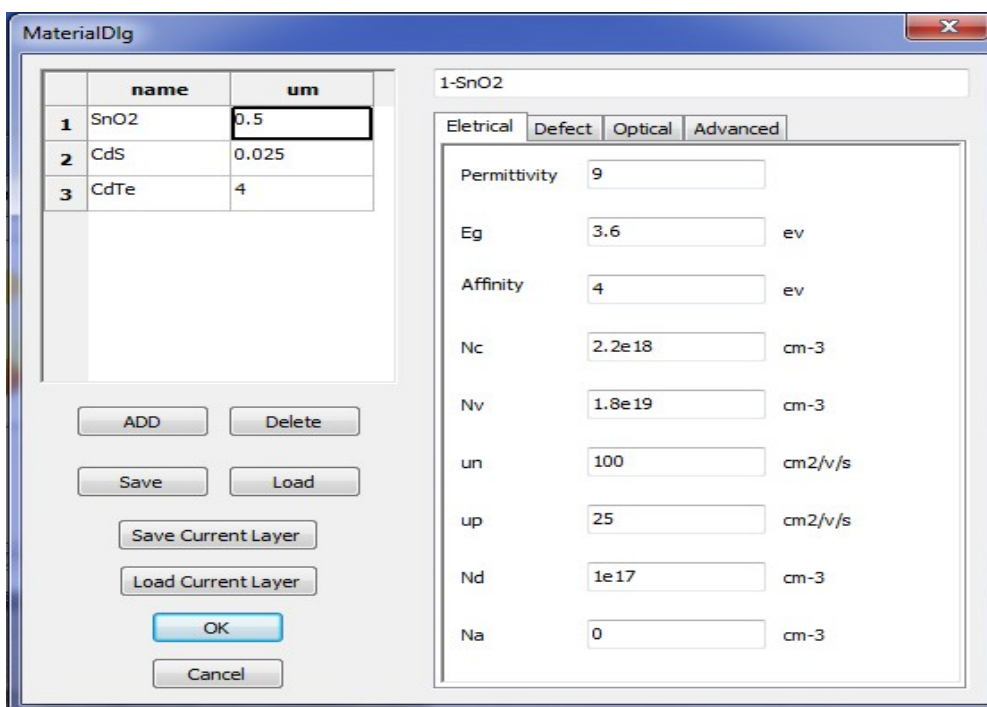 MaterialDlg
name um
1 SnO2 0.5
2 CdS 0.025
3 CdTe 4
ADD Delete
Save Load
Save Current Layer
Load Current Layer
OK
Cancel
1-SnO2
Eletrical Defect Optical Advanced
Permittivity 9
Eg 3.6 ev
Affinity 4 ev
Nc 2.2e18 cm-3
Nv 1.8e19 cm-3
un 100 cm2/v/s
up 25 cm2/v/s
Nd 1e17 cm-3
Na 0 cm-3